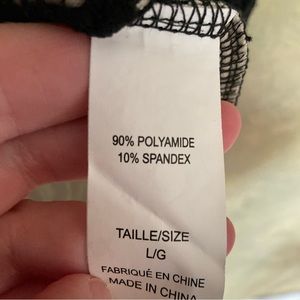 90% POLYAMIDE
10% SPANDEX
TAILLE/SIZE
L/G
FABRIQUÉ EN CHINE
MADE IN CHINA